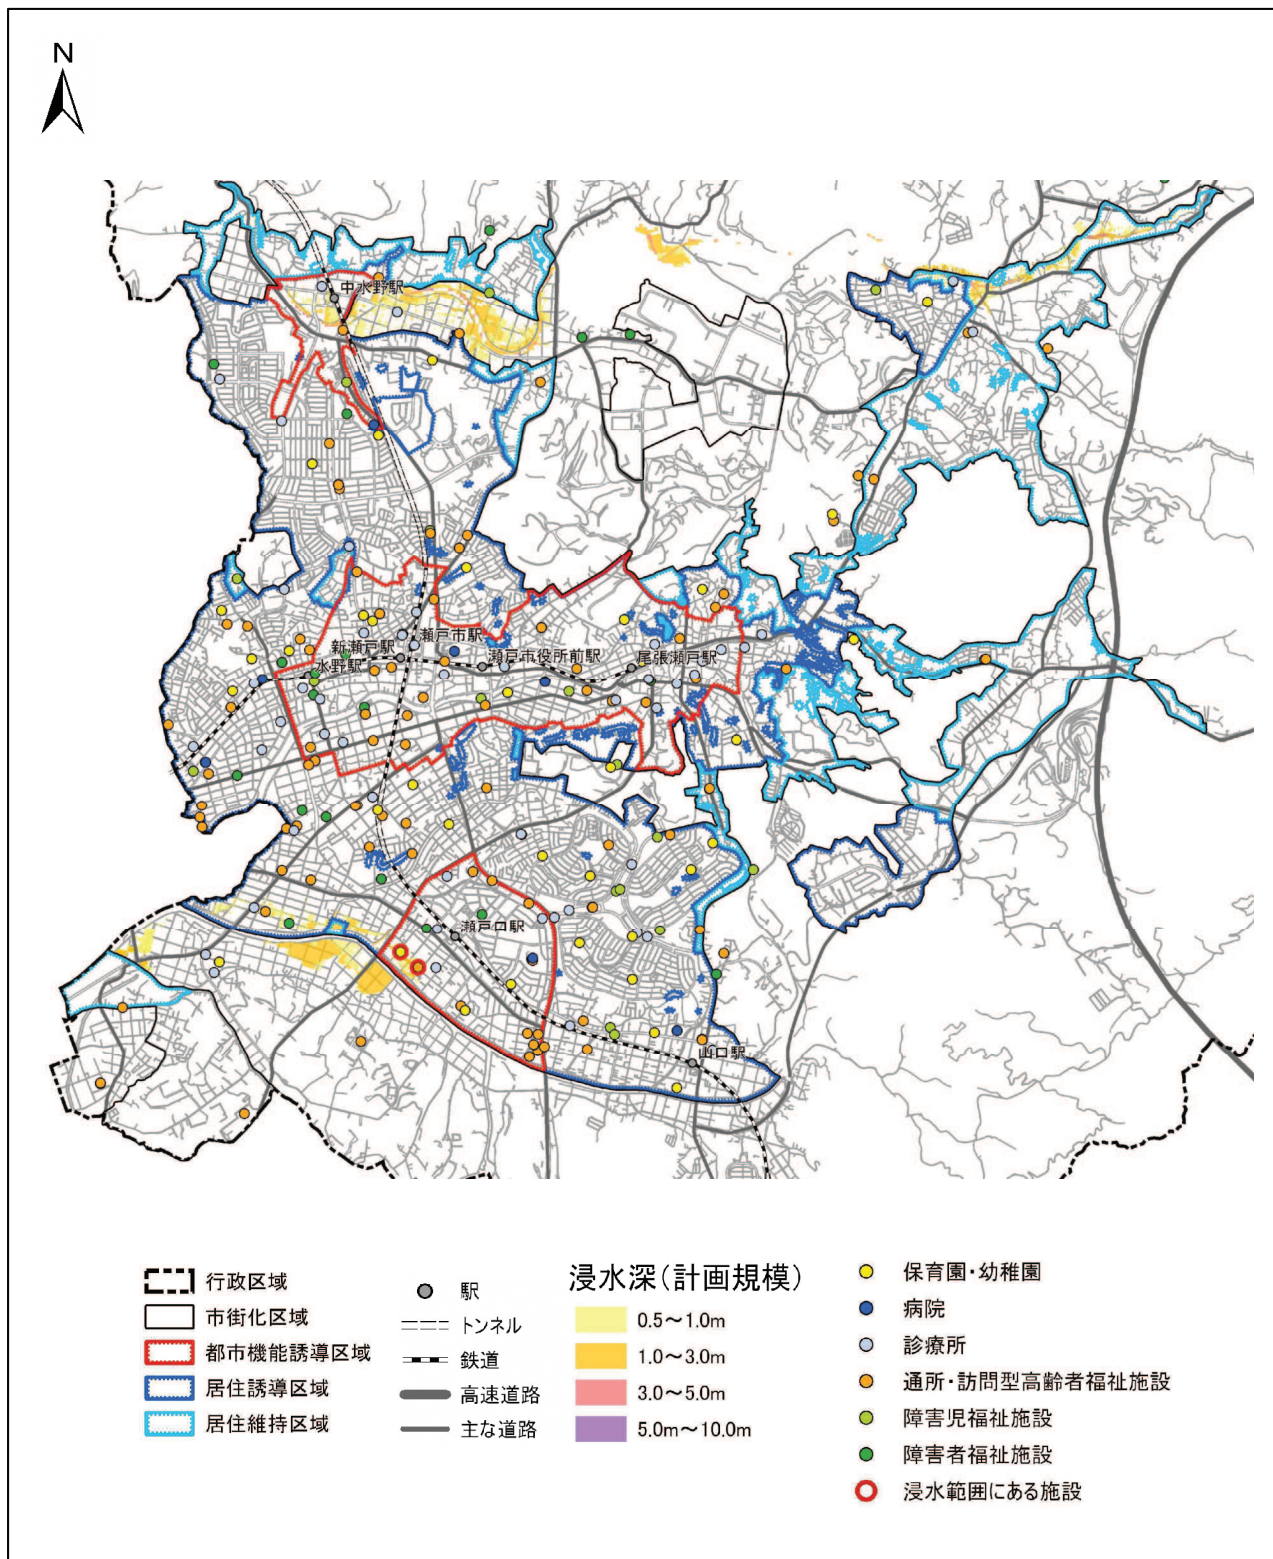 N
中水野駅
瀬戸市駅
新瀬戸駅
瀬戸市役所前駅
尾張瀬戸駅
水野駅
瀬戸口駅
山口駅
行政区域
市街化区域
都市機能誘導区域
居住誘導区域
居住維持区域
駅
トンネル
鉄道
高速道路
主な道路
浸水深(計画規模)
0.5～1.0m
1.0～3.0m
3.0～5.0m
5.0m～10.0m
保育園・幼稚園
病院
診療所
通所・訪問型高齢者福祉施設
障害児福祉施設
障害者福祉施設
浸水範囲にある施設